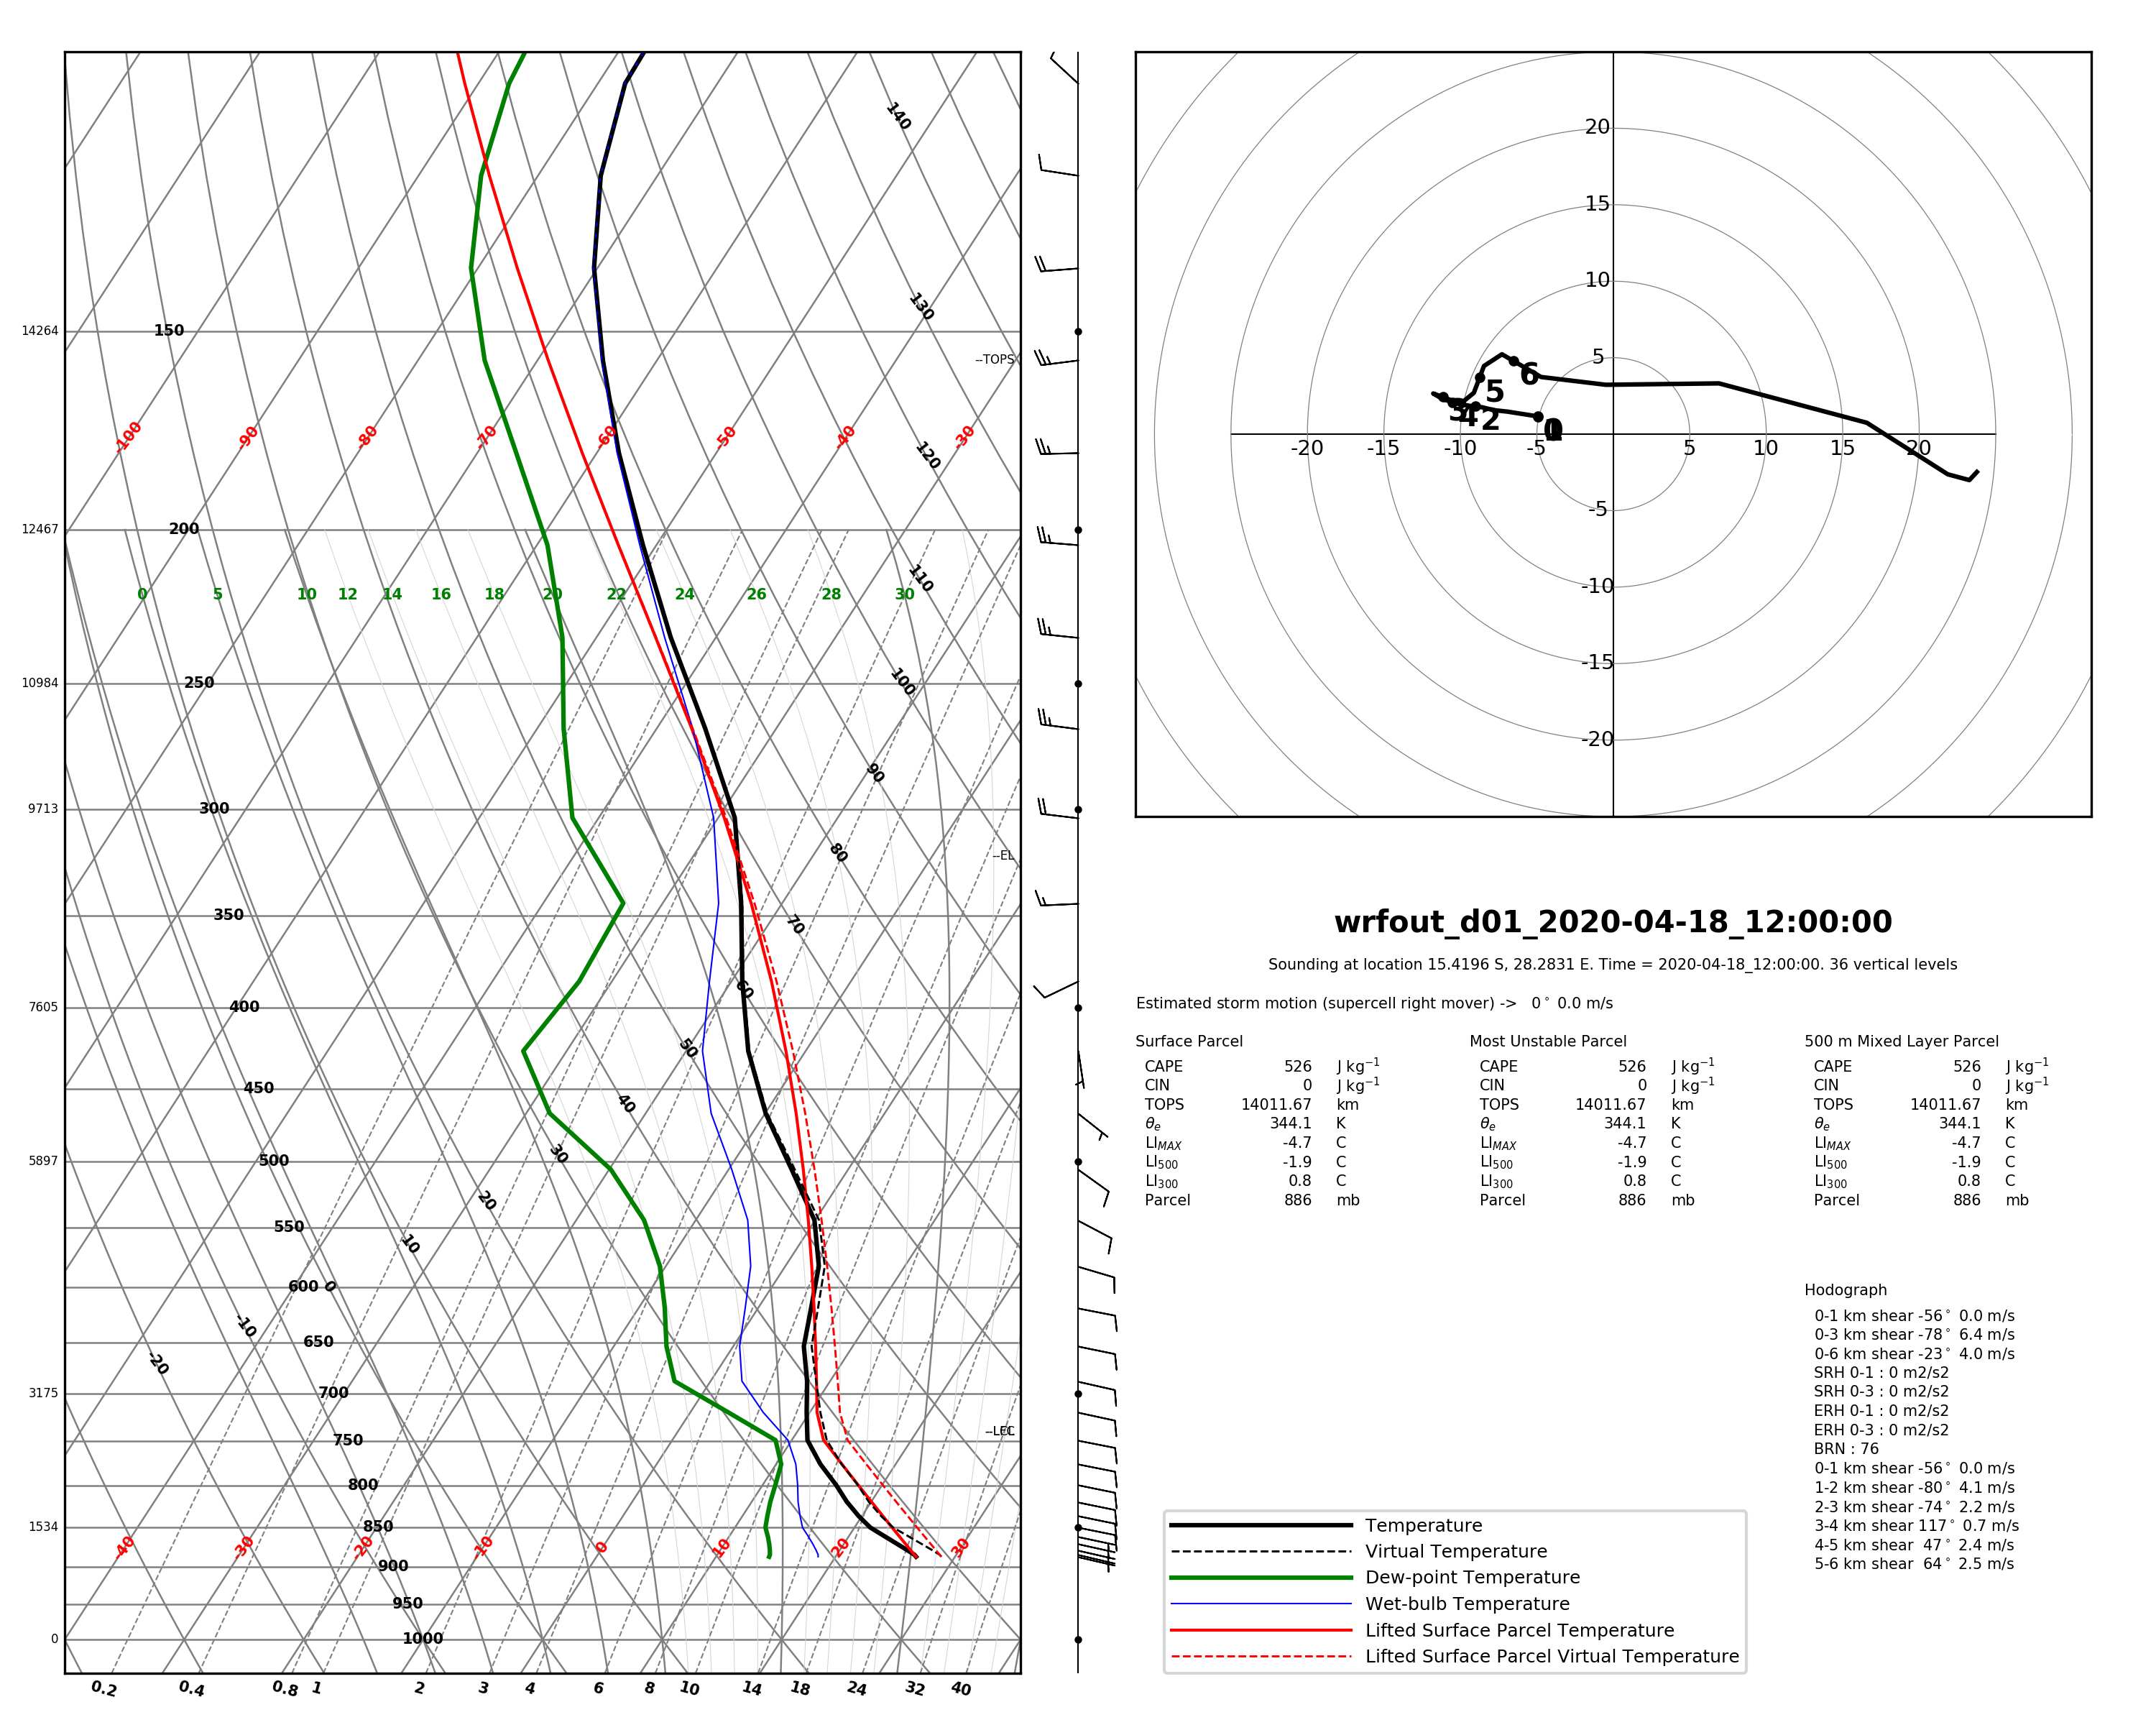 140
130
14264 150
--TOPS
-100 -90 -80 -70 -60 -50 -40 -30
120
12467 200
110
0 5 10 12 14 16 18 20 22 24 26 28 30
100
10984 250
90
9713 300
80
--EL
350
70
60
7605 400
50
450
40
30
5897 500
20
550
10
600 0
-10
650
-20
3175 700
750
800
1534 850
-40 -30 -20 -10 0 10 20 30
900
950
0 1000
0.2 0.4 0.8 1 2 3 4 6 8 10 14 18 24 32 40
20
15
10
5
6
5
3 4 2
-20 -15 -10 -5 5 10 15 20
-5
-10
-15
-20
wrfout_d01_2020-04-18_12:00:00
Sounding at location 15.4196 S, 28.2831 E. Time = 2020-04-18_12:00:00. 36 vertical levels
Estimated storm motion (supercell right mover) -> 0° 0.0 m/s
Surface Parcel Most Unstable Parcel 500 m Mixed Layer Parcel
CAPE 526 J kg⁻¹ CAPE 526 J kg⁻¹ CAPE 526 J kg⁻¹
CIN 0 J kg⁻¹ CIN 0 J kg⁻¹ CIN 0 J kg⁻¹
TOPS 14011.67 km TOPS 14011.67 km TOPS 14011.67 km
θe 344.1 K θe 344.1 K θe 344.1 K
LIMAX -4.7 C LIMAX -4.7 C LIMAX -4.7 C
LI500 -1.9 C LI500 -1.9 C LI500 -1.9 C
LI300 0.8 C LI300 0.8 C LI300 0.8 C
Parcel 886 mb Parcel 886 mb Parcel 886 mb
Hodograph
0-1 km shear -56° 0.0 m/s
0-3 km shear -78° 6.4 m/s
0-6 km shear -23° 4.0 m/s
SRH 0-1 : 0 m2/s2
SRH 0-3 : 0 m2/s2
ERH 0-1 : 0 m2/s2
ERH 0-3 : 0 m2/s2
BRN : 76
0-1 km shear -56° 0.0 m/s
1-2 km shear -80° 4.1 m/s
2-3 km shear -74° 2.2 m/s
3-4 km shear 117° 0.7 m/s
4-5 km shear 47° 2.4 m/s
5-6 km shear 64° 2.5 m/s
Temperature
Virtual Temperature
Dew-point Temperature
Wet-bulb Temperature
Lifted Surface Parcel Temperature
Lifted Surface Parcel Virtual Temperature